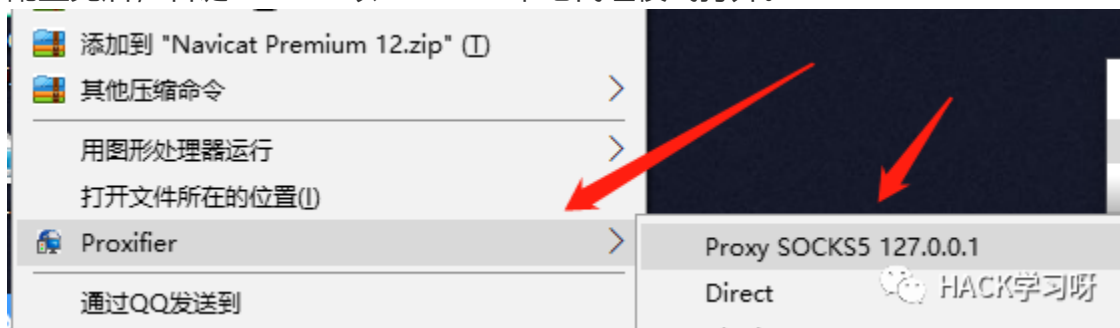 添加到 "Navicat Premium 12.zip" (T)
其他压缩命令
用图形处理器运行
打开文件所在的位置(I)
Proxifier
Proxy SOCKS5 127.0.0.1
Direct
通过QQ发送到
HACK学习呀